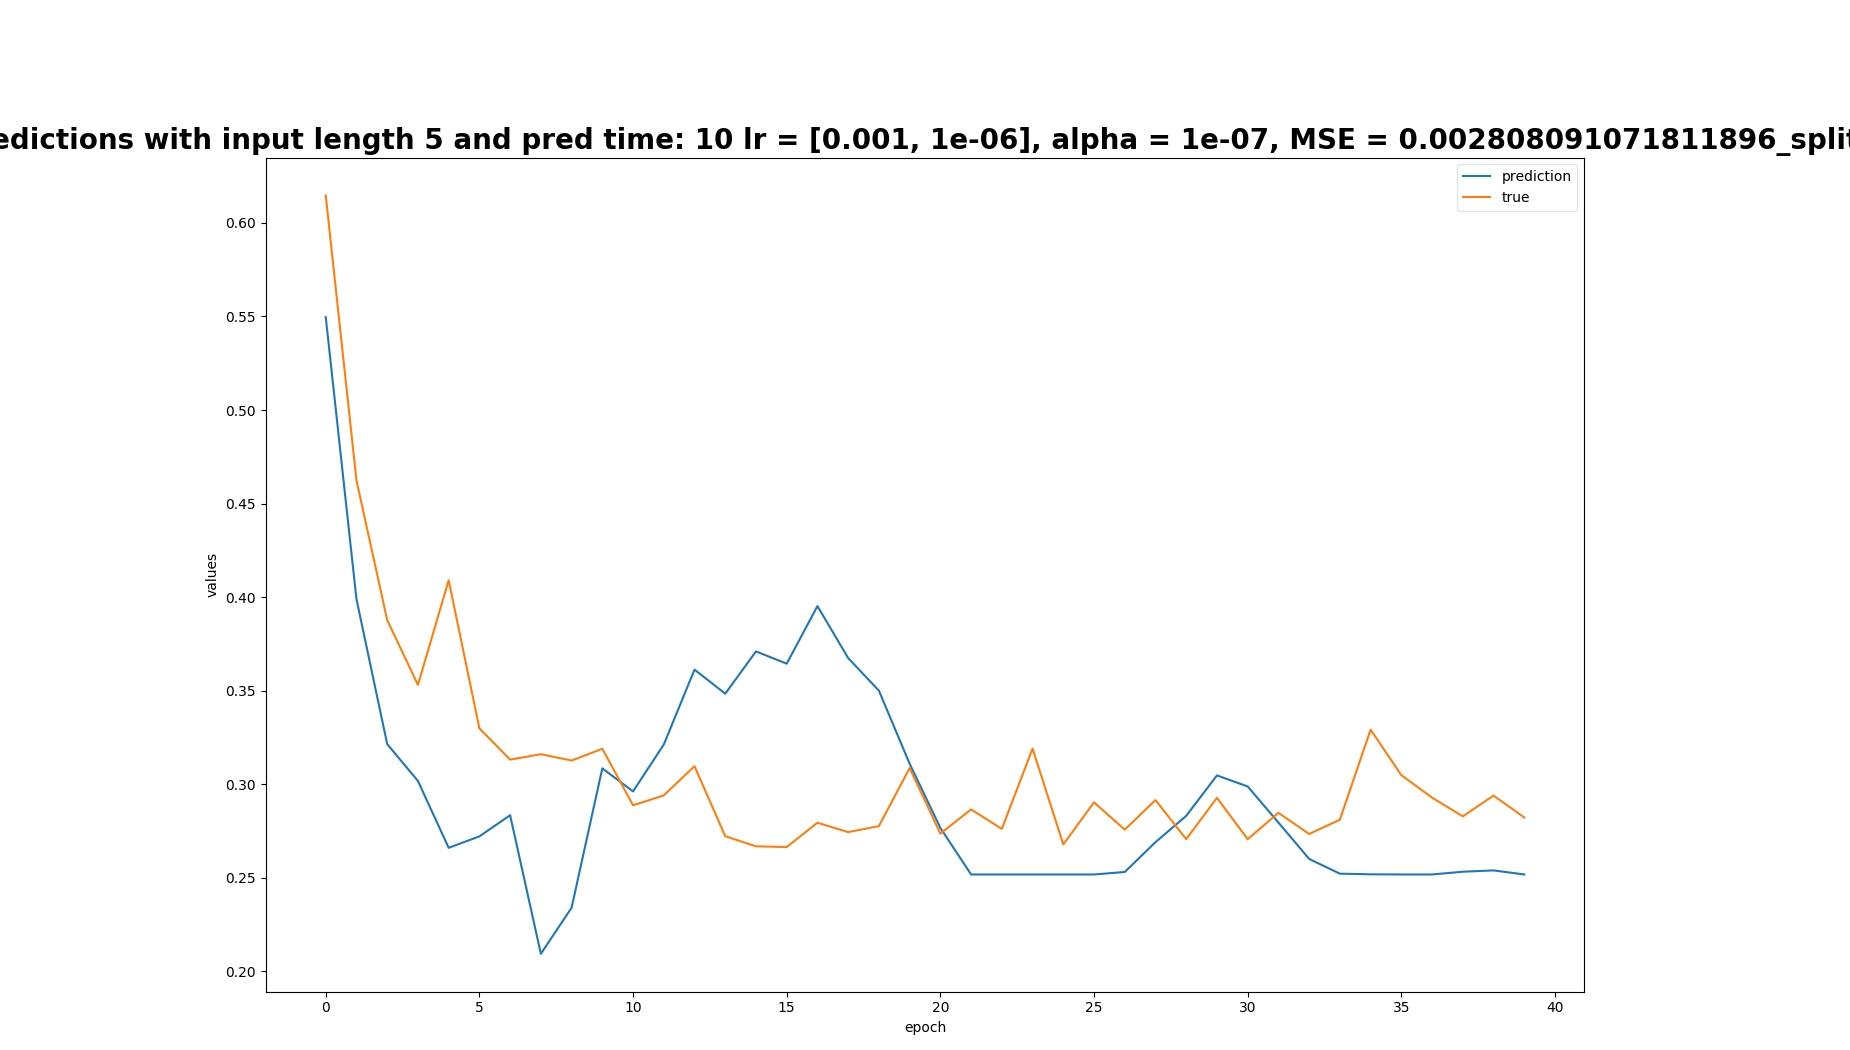 edictions with input length 5 and pred time: 10 lr = [0.001, 1e-06], alpha = 1e-07, MSE = 0.002808091071811896_split
prediction
true
0.60
0.55
0.50
0.45
0.40
0.35
0.30
0.25
0.20
values
0 5 10 15 20 25 30 35 40
epoch